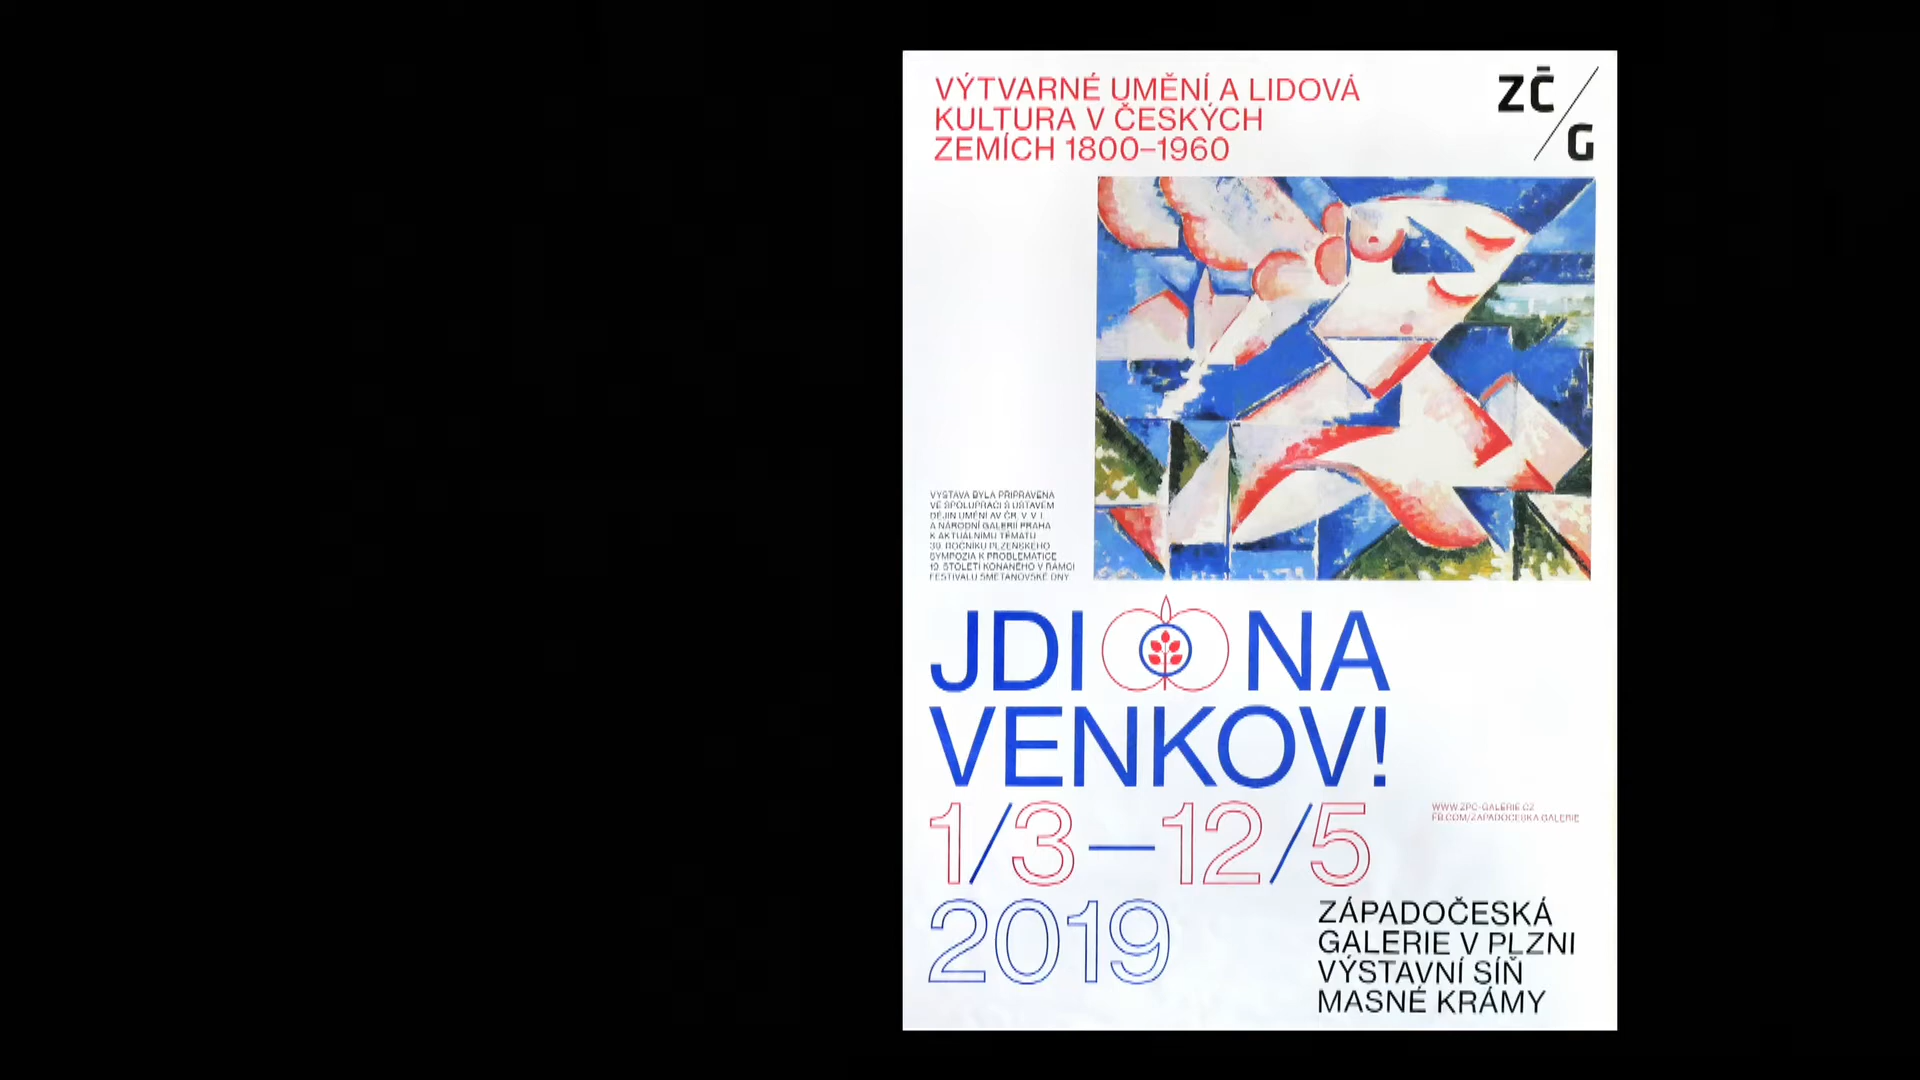 VÝTVARNÉ UMĚNÍ A LIDOVÁ
KULTURA V ČESKÝCH
ZEMÍCH 1800–1960
ZČ
/
G
VÝSTAVA BYLA PŘIPRAVENA
VE SPOLUPRÁCI S ÚSTAVEM
DĚJIN UMĚNÍ AV ČR, V. V. I.
A NÁRODNÍ GALERIÍ PRAHA
K AKTUÁLNÍMU TÉMATU
39. ROČNÍKU PLZEŇSKÉHO
SYMPOZIA K PROBLEMATICE
19. STOLETÍ KONANÉHO V RÁMCI
FESTIVALU SMETANOVSKÉ DNY
JDI NA
VENKOV!
1/3–12/5
2019
WWW.ZPC-GALERIE.CZ
FB.COM/ZAPADOCESKA.GALERIE
ZÁPADOČESKÁ
GALERIE V PLZNI
VÝSTAVNÍ SÍŇ
MASNÉ KRÁMY